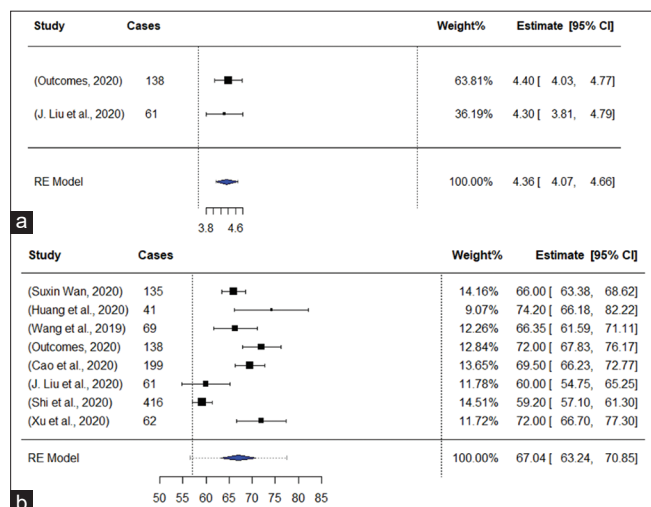 Study Cases Weight% Estimate [95% CI]
(Outcomes, 2020) 138 63.81% 4.40 [ 4.03, 4.77]
(J. Liu et al., 2020) 61 36.19% 4.30 [ 3.81, 4.79]
RE Model 100.00% 4.36 [ 4.07, 4.66]
3.8 4.6
a
Study Cases Weight% Estimate [95% CI]
(Suxin Wan, 2020) 135 14.16% 66.00 [ 63.38, 68.62]
(Huang et al., 2020) 41 9.07% 74.20 [ 66.18, 82.22]
(Wang et al., 2019) 69 12.26% 66.35 [ 61.59, 71.11]
(Outcomes, 2020) 138 12.84% 72.00 [ 67.83, 76.17]
(Cao et al., 2020) 199 13.65% 69.50 [ 66.23, 72.77]
(J. Liu et al., 2020) 61 11.78% 60.00 [ 54.75, 65.25]
(Shi et al., 2020) 416 14.51% 59.20 [ 57.10, 61.30]
(Xu et al., 2020) 62 11.72% 72.00 [ 66.70, 77.30]
RE Model 100.00% 67.04 [ 63.24, 70.85]
50 55 60 65 70 75 80 85
b